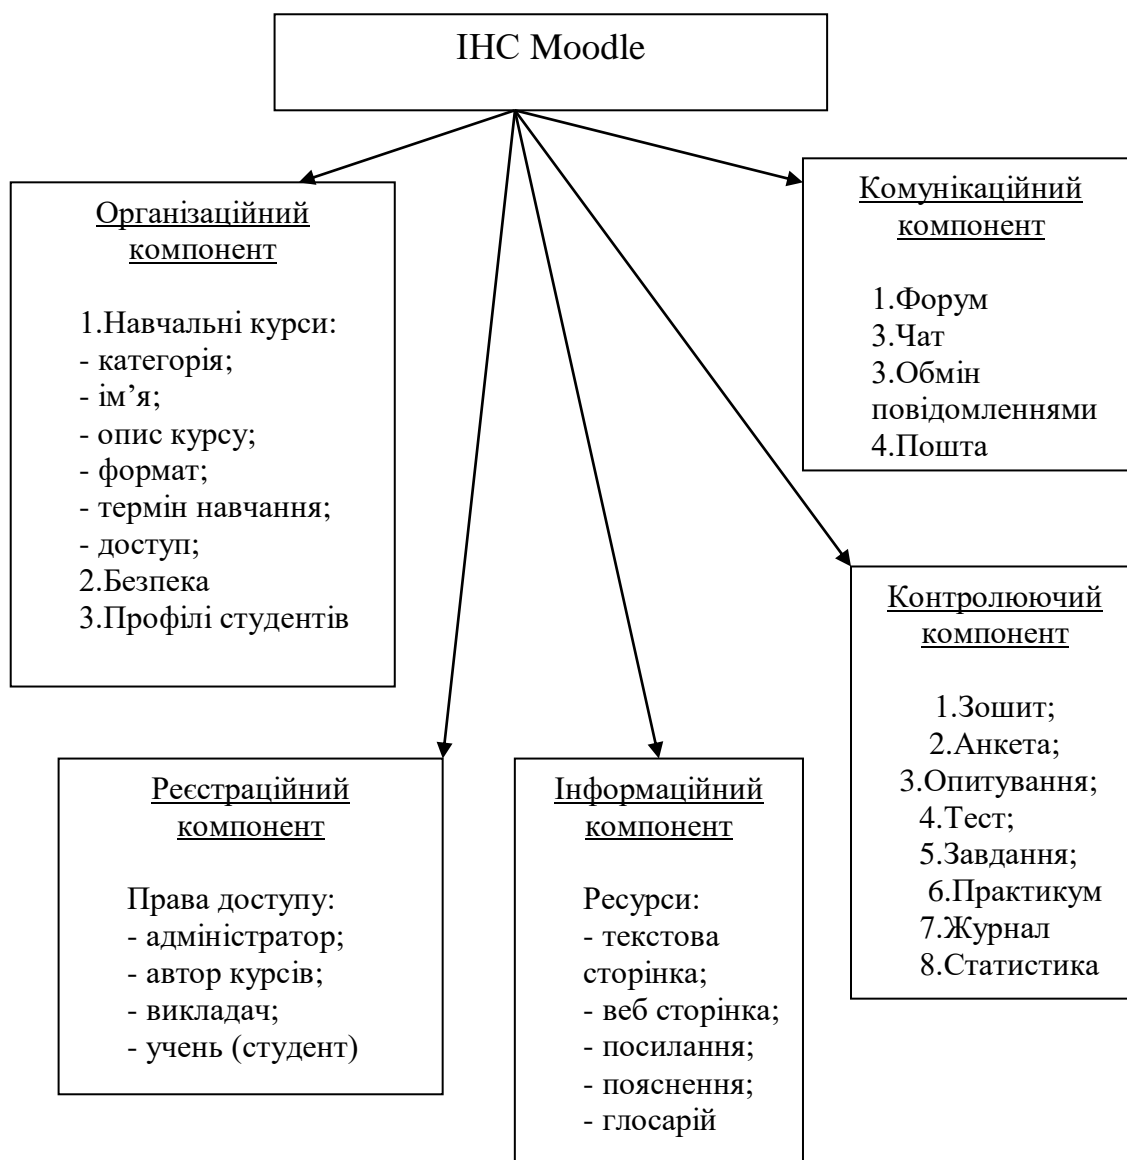 ІНС Moodle
Організаційний
компонент
1.Навчальні курси:
- категорія;
- ім’я;
- опис курсу;
- формат;
- термін навчання;
- доступ;
2.Безпека
3.Профілі студентів
Комунікаційний
компонент
1.Форум
3.Чат
3.Обмін
повідомленнями
4.Пошта
Контролюючий
компонент
1.Зошит;
2.Анкета;
3.Опитування;
4.Тест;
5.Завдання;
6.Практикум
7.Журнал
8.Статистика
Реєстраційний
компонент
Права доступу:
- адміністратор;
- автор курсів;
- викладач;
- учень (студент)
Інформаційний
компонент
Ресурси:
- текстова
сторінка;
- веб сторінка;
- посилання;
- пояснення;
- глосарій